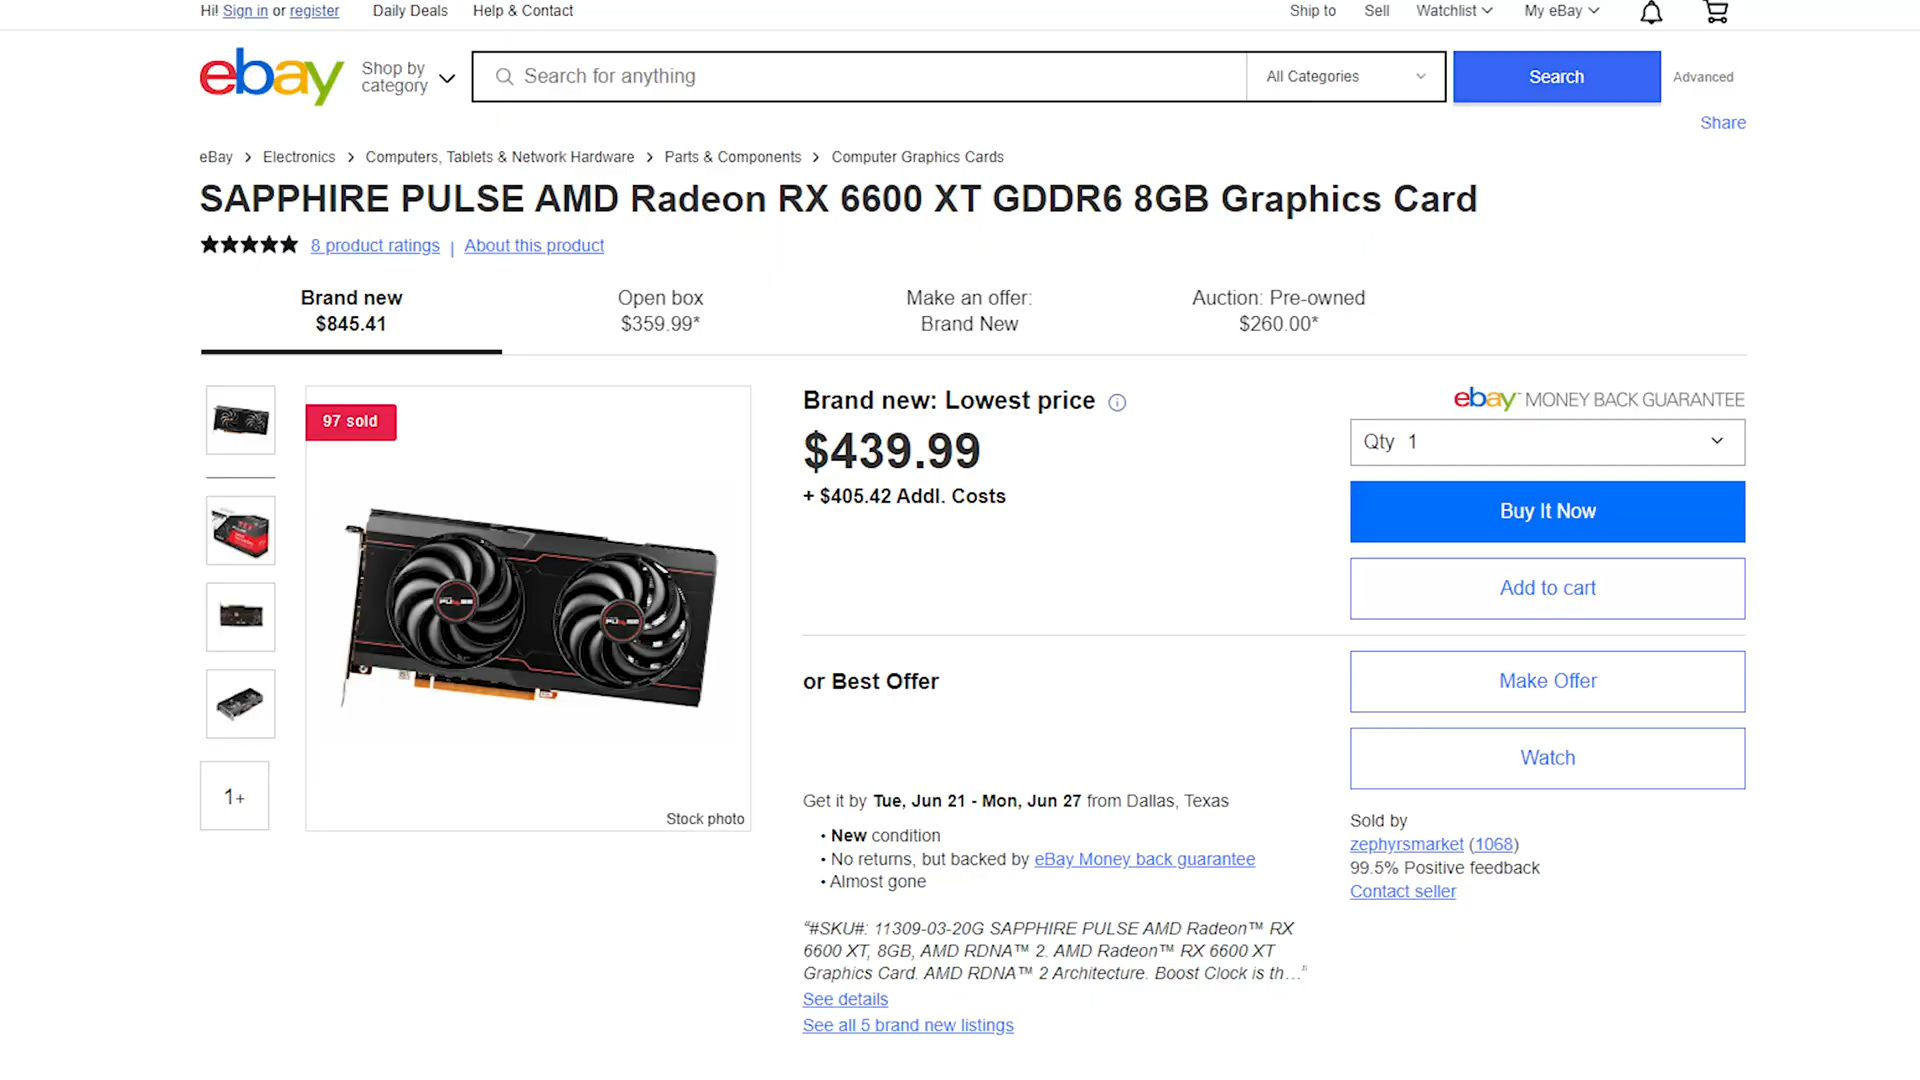 Hi! Sign in or register Daily Deals Help & Contact Ship to Sell Watchlist My eBay
ebay Shop by category Search for anything All Categories Search Advanced
Share
eBay > Electronics > Computers, Tablets & Network Hardware > Parts & Components > Computer Graphics Cards
SAPPHIRE PULSE AMD Radeon RX 6600 XT GDDR6 8GB Graphics Card
8 product ratings | About this product
Brand new
$845.41
Open box
$359.99*
Make an offer:
Brand New
Auction: Pre-owned
$260.00*
97 sold
PULSE
PULSE
Stock photo
1+
Brand new: Lowest price
$439.99
+ $405.42 Addl. Costs
or Best Offer
Get it by Tue, Jun 21 - Mon, Jun 27 from Dallas, Texas
• New condition
• No returns, but backed by eBay Money back guarantee
• Almost gone
“#SKU#: 11309-03-20G SAPPHIRE PULSE AMD Radeon™ RX
6600 XT, 8GB, AMD RDNA™ 2. AMD Radeon™ RX 6600 XT
Graphics Card. AMD RDNA™ 2 Architecture. Boost Clock is th…”
See details
See all 5 brand new listings
ebay™ MONEY BACK GUARANTEE
Qty 1
Buy It Now
Add to cart
Make Offer
Watch
Sold by
zephyrsmarket (1068)
99.5% Positive feedback
Contact seller